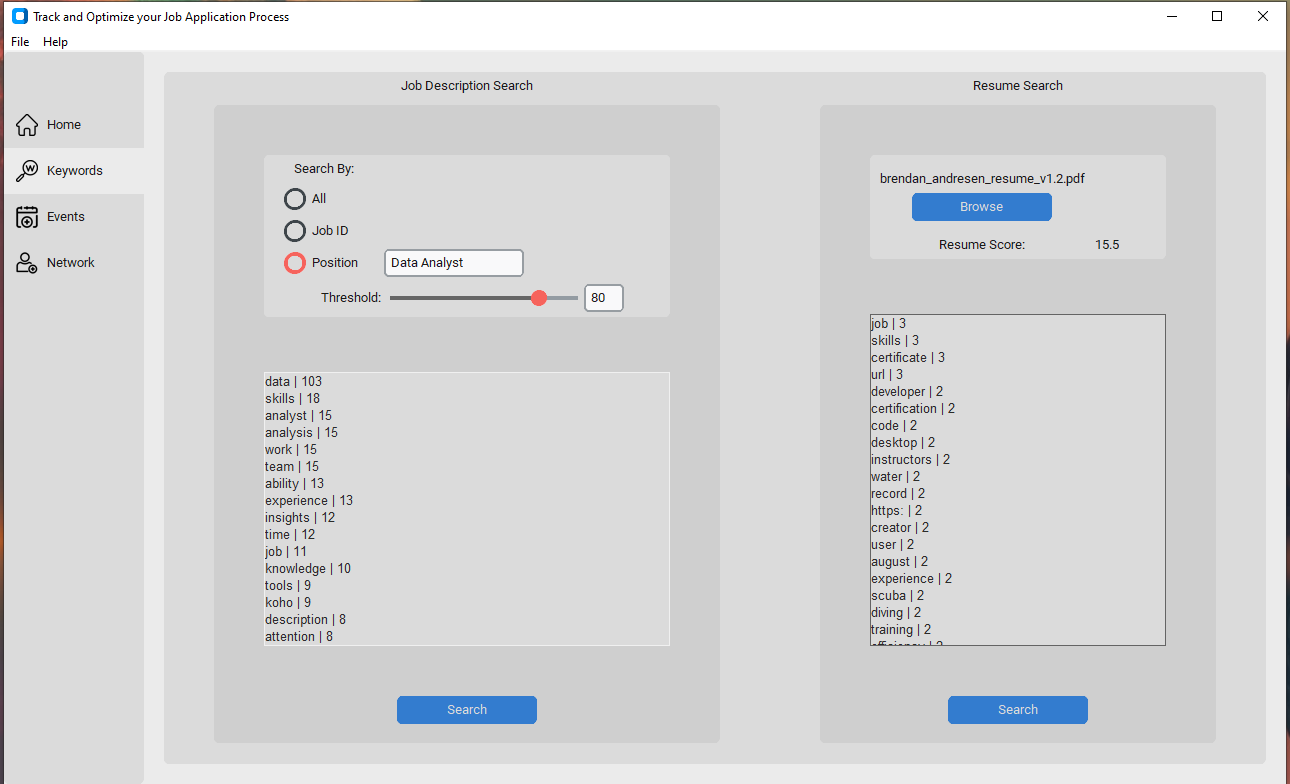 Track and Optimize your Job Application Process
File Help
Home
Keywords
Events
Network
Job Description Search
Search By:
All
Job ID
Position Data Analyst
Threshold: 80
data | 103
skills | 18
analyst | 15
analysis | 15
work | 15
team | 15
ability | 13
experience | 13
insights | 12
time | 12
job | 11
knowledge | 10
tools | 9
koho | 9
description | 8
attention | 8
Search
Resume Search
brendan_andresen_resume_v1.2.pdf
Browse
Resume Score: 15.5
job | 3
skills | 3
certificate | 3
url | 3
developer | 2
certification | 2
code | 2
desktop | 2
instructors | 2
water | 2
record | 2
https: | 2
creator | 2
user | 2
august | 2
experience | 2
scuba | 2
diving | 2
training | 2
Search